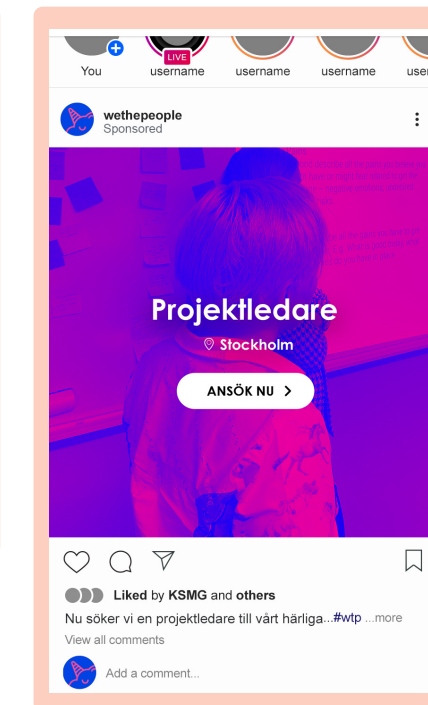 LIVE
You username username username user
wethepeople
Sponsored
Projektledare
Stockholm
ANSÖK NU
Liked by KSMG and others
Nu söker vi en projektledare till vårt härliga...#wtp ...more
View all comments
Add a comment...